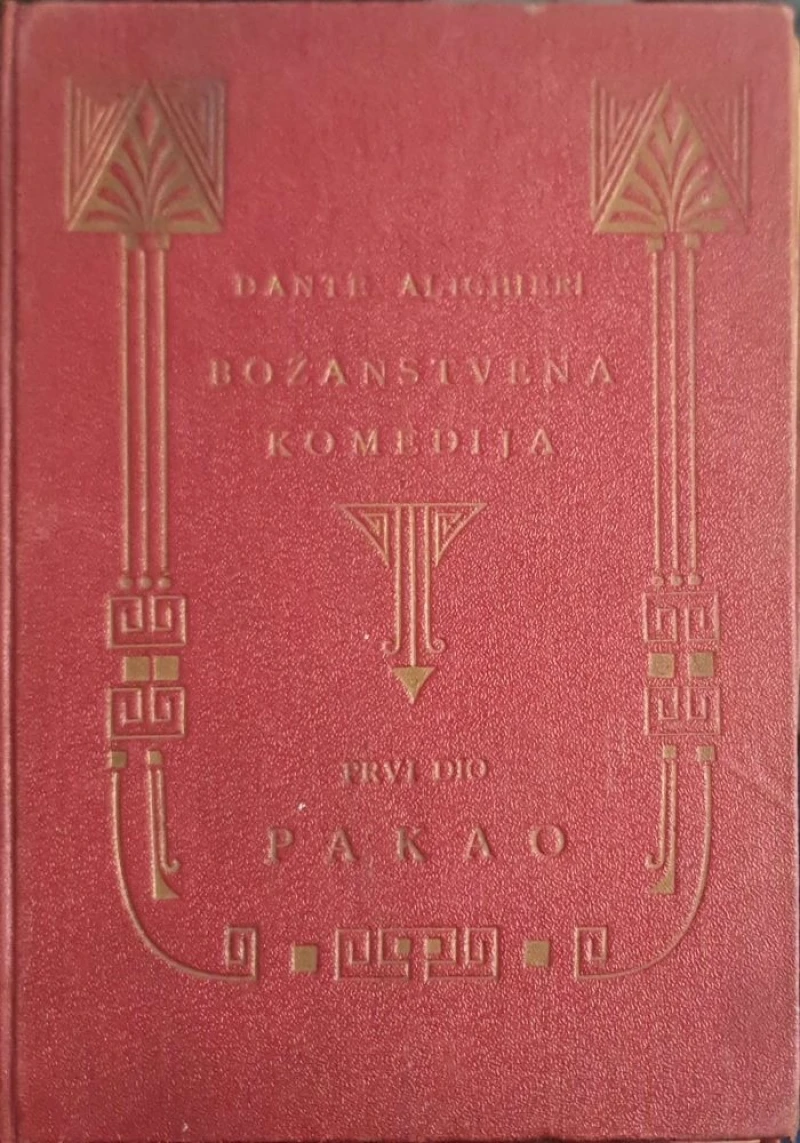 DANTE ALIGHIERI
BOŽANSTVENA
KOMEDIJA
PRVI DIO
PAKAO